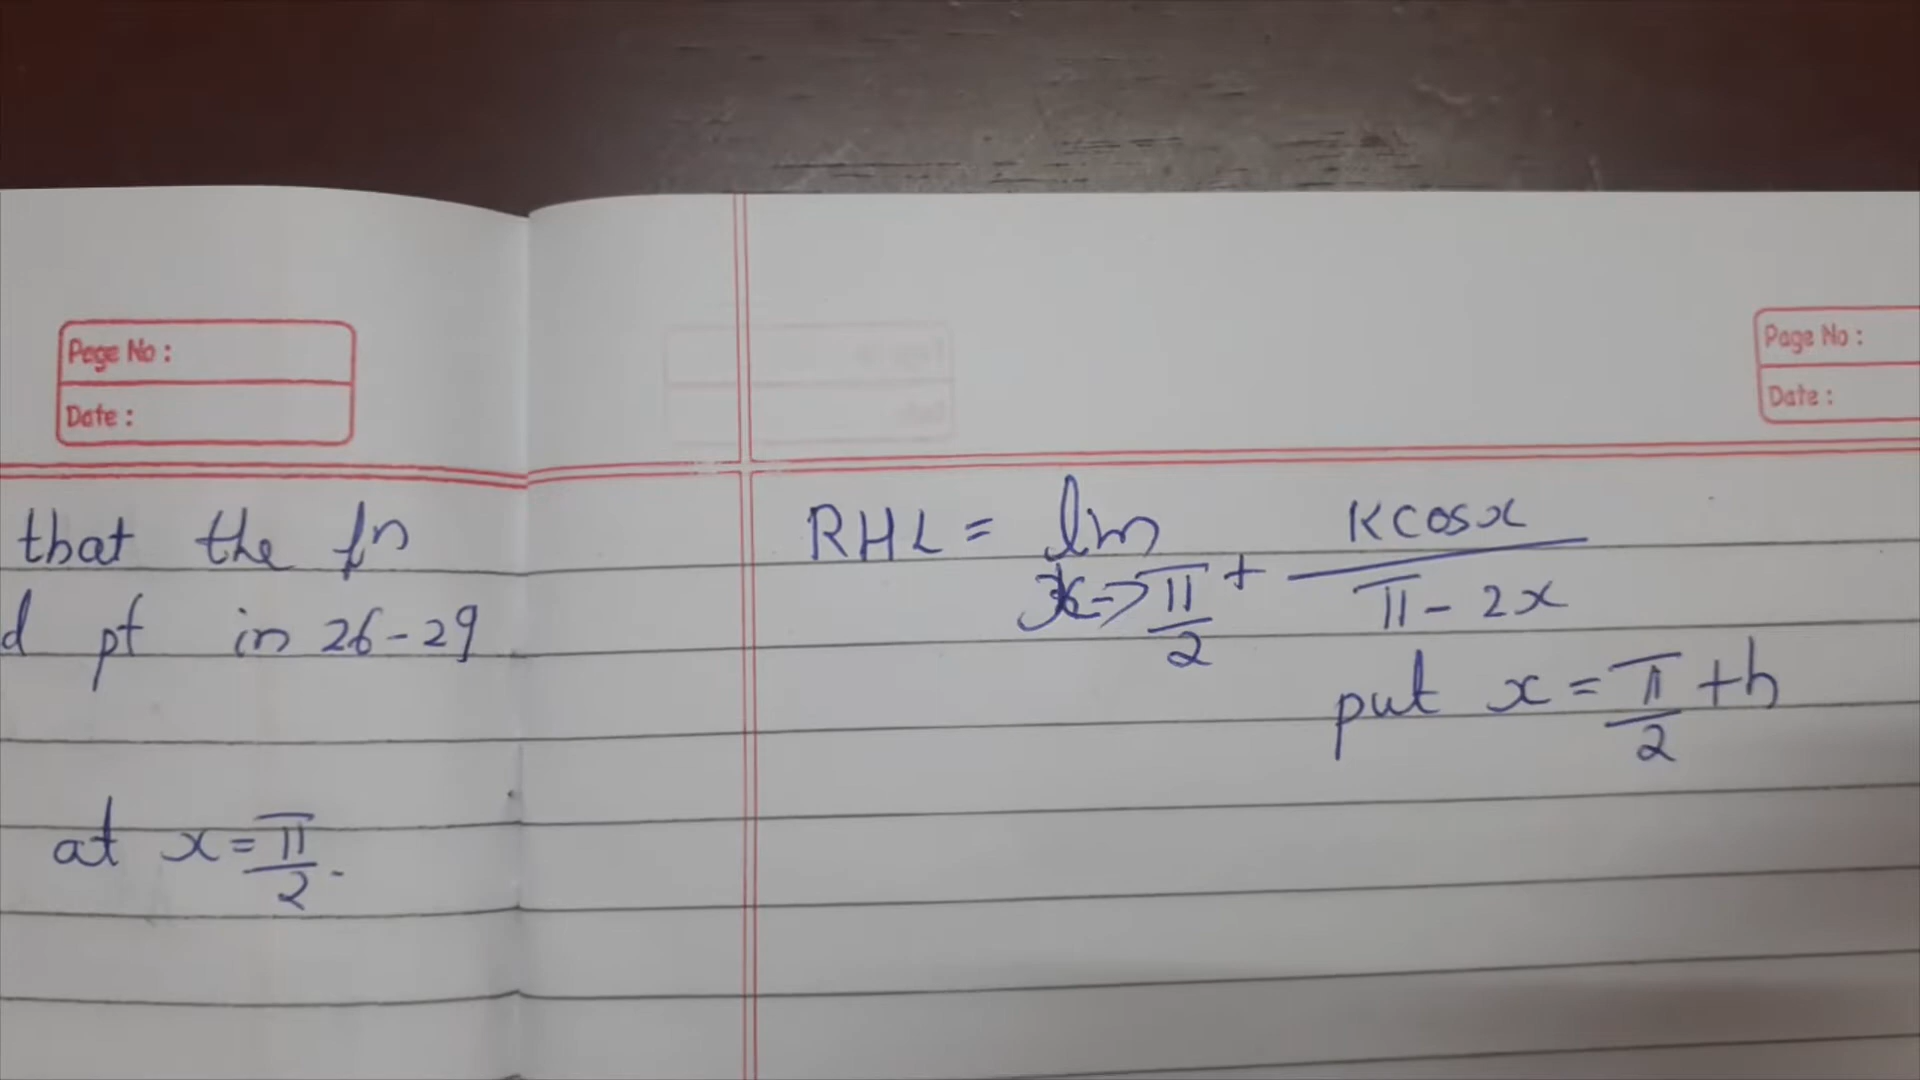 Page No :
Date :
that the fn
d pt in 26-29
at x = π/2.
Page No :
Date :
RHL = lim x->π/2+ Kcosx/π - 2x
put x = π/2 + h